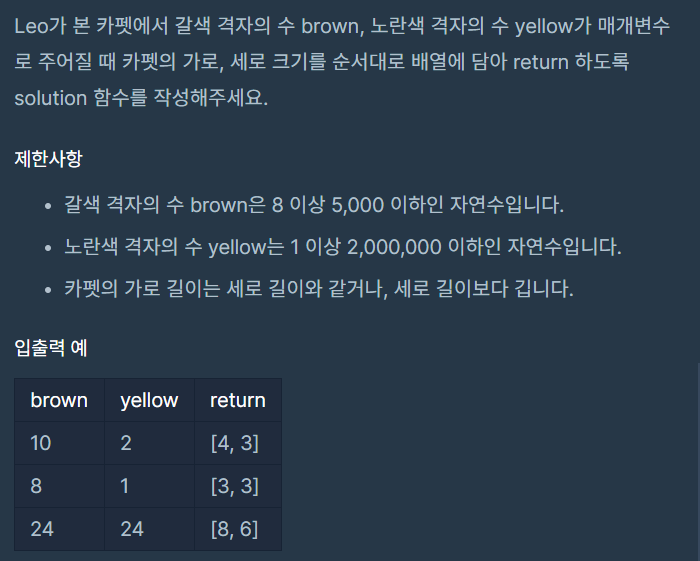 Leo가 본 카펫에서 갈색 격자의 수 brown, 노란색 격자의 수 yellow가 매개변수
로 주어질 때 카펫의 가로, 세로 크기를 순서대로 배열에 담아 return 하도록
solution 함수를 작성해주세요.
제한사항
• 갈색 격자의 수 brown은 8 이상 5,000 이하인 자연수입니다.
• 노란색 격자의 수 yellow는 1 이상 2,000,000 이하인 자연수입니다.
• 카펫의 가로 길이는 세로 길이와 같거나, 세로 길이보다 깁니다.
입출력 예
brown yellow return
10 2 [4, 3]
8 1 [3, 3]
24 24 [8, 6]